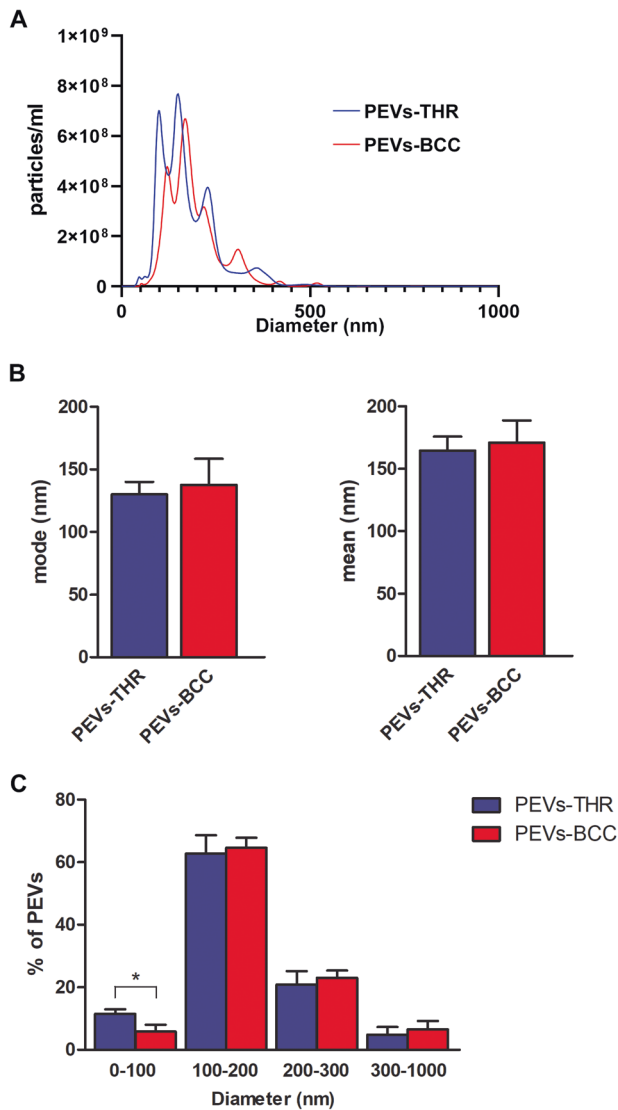 A
1×10⁹
8×10⁸
6×10⁸
4×10⁸
2×10⁸
0
particles/ml
0
500
1000
Diameter (nm)
PEVs-THR
PEVs-BCC
B
200
150
100
50
0
mode (nm)
PEVs-THR
PEVs-BCC
200
150
100
50
0
mean (nm)
PEVs-THR
PEVs-BCC
C
80
60
40
20
0
% of PEVs
*
0-100
100-200
200-300
300-1000
Diameter (nm)
PEVs-THR
PEVs-BCC